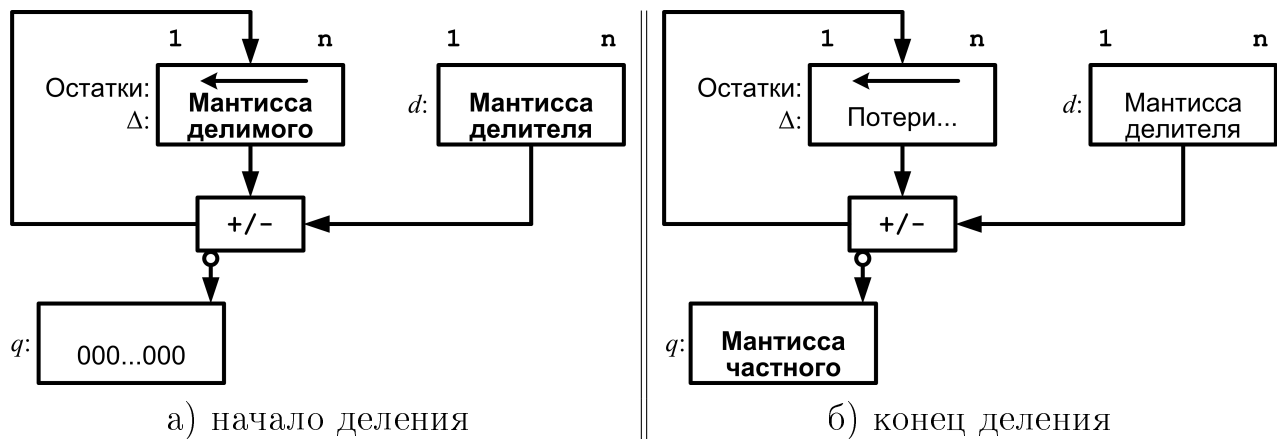 1 n 1 n
Остатки:
Δ:
Мантисса
делимого
d:
Мантисса
делителя
+/-
q:
000...000
а) начало деления
1 n 1 n
Остатки:
Δ:
Потери...
d:
Мантисса
делителя
+/-
q:
Мантисса
частного
б) конец деления